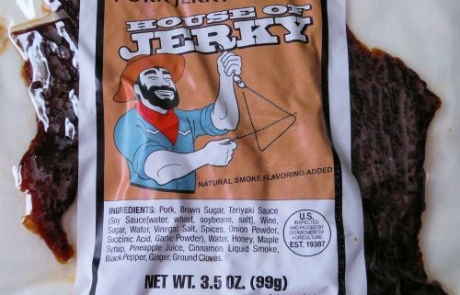 PORK JERKY
HOUSE OF
JERKY
NATURAL SMOKE FLAVORING ADDED
INGREDIENTS: Pork, Brown Sugar, Teriyaki Sauce
(Soy Sauce[water, wheat, soybeans, salt], Wine,
Sugar, Water, Vinegar, Salt, Spices, Onion Powder,
Succinic Acid, Garlic Powder), Water, Honey, Maple
Syrup, Pineapple Juice, Cinnamon, Liquid Smoke,
Black Pepper, Ginger, Ground Cloves.
U.S.
INSPECTED
AND PASSED BY
DEPARTMENT OF
AGRICULTURE
EST. 19387
NET WT. 3.5 OZ. (99g)